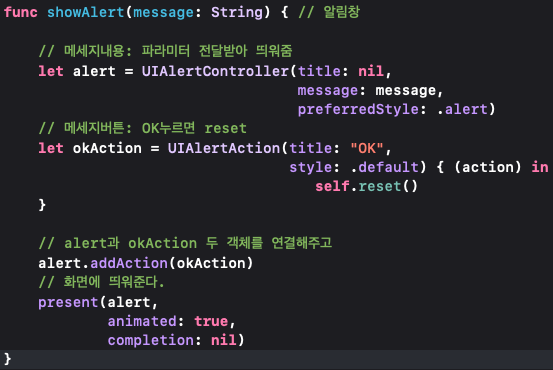 func showAlert(message: String) { // 알림창
// 메세지내용: 파라미터 전달받아 띄워줌
let alert = UIAlertController(title: nil,
message: message,
preferredStyle: .alert)
// 메세지버튼: OK누르면 reset
let okAction = UIAlertAction(title: "OK",
style: .default) { (action) in
self.reset()
}
// alert과 okAction 두 객체를 연결해주고
alert.addAction(okAction)
// 화면에 띄워준다.
present(alert,
animated: true,
completion: nil)
}